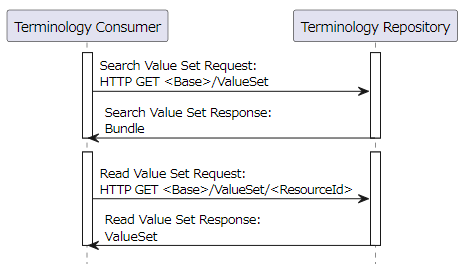 Terminology Consumer
Terminology Repository
Search Value Set Request:
HTTP GET <Base>/ValueSet
Search Value Set Response:
Bundle
Read Value Set Request:
HTTP GET <Base>/ValueSet/<ResourceId>
Read Value Set Response:
ValueSet